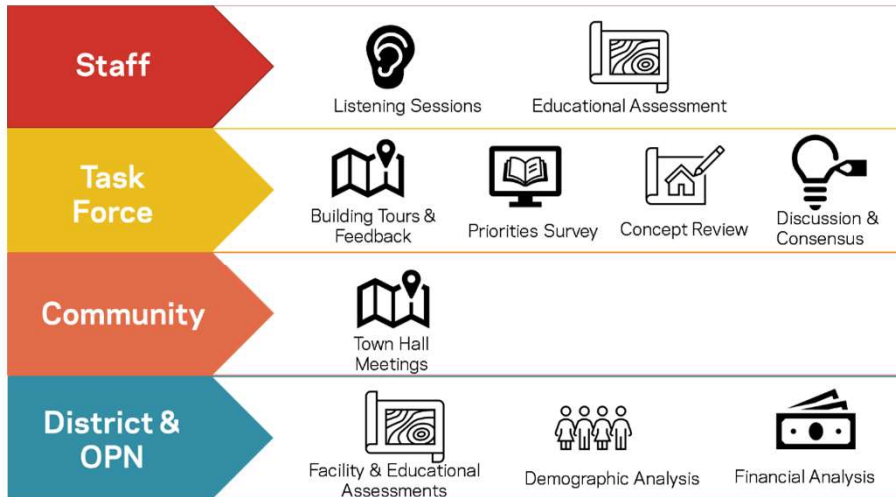 Staff
Listening Sessions
Educational Assessment
Task
Force
Building Tours &
Feedback
Priorities Survey
Concept Review
Discussion &
Consensus
Community
Town Hall
Meetings
District &
OPN
Facility & Educational
Assessments
Demographic Analysis
Financial Analysis